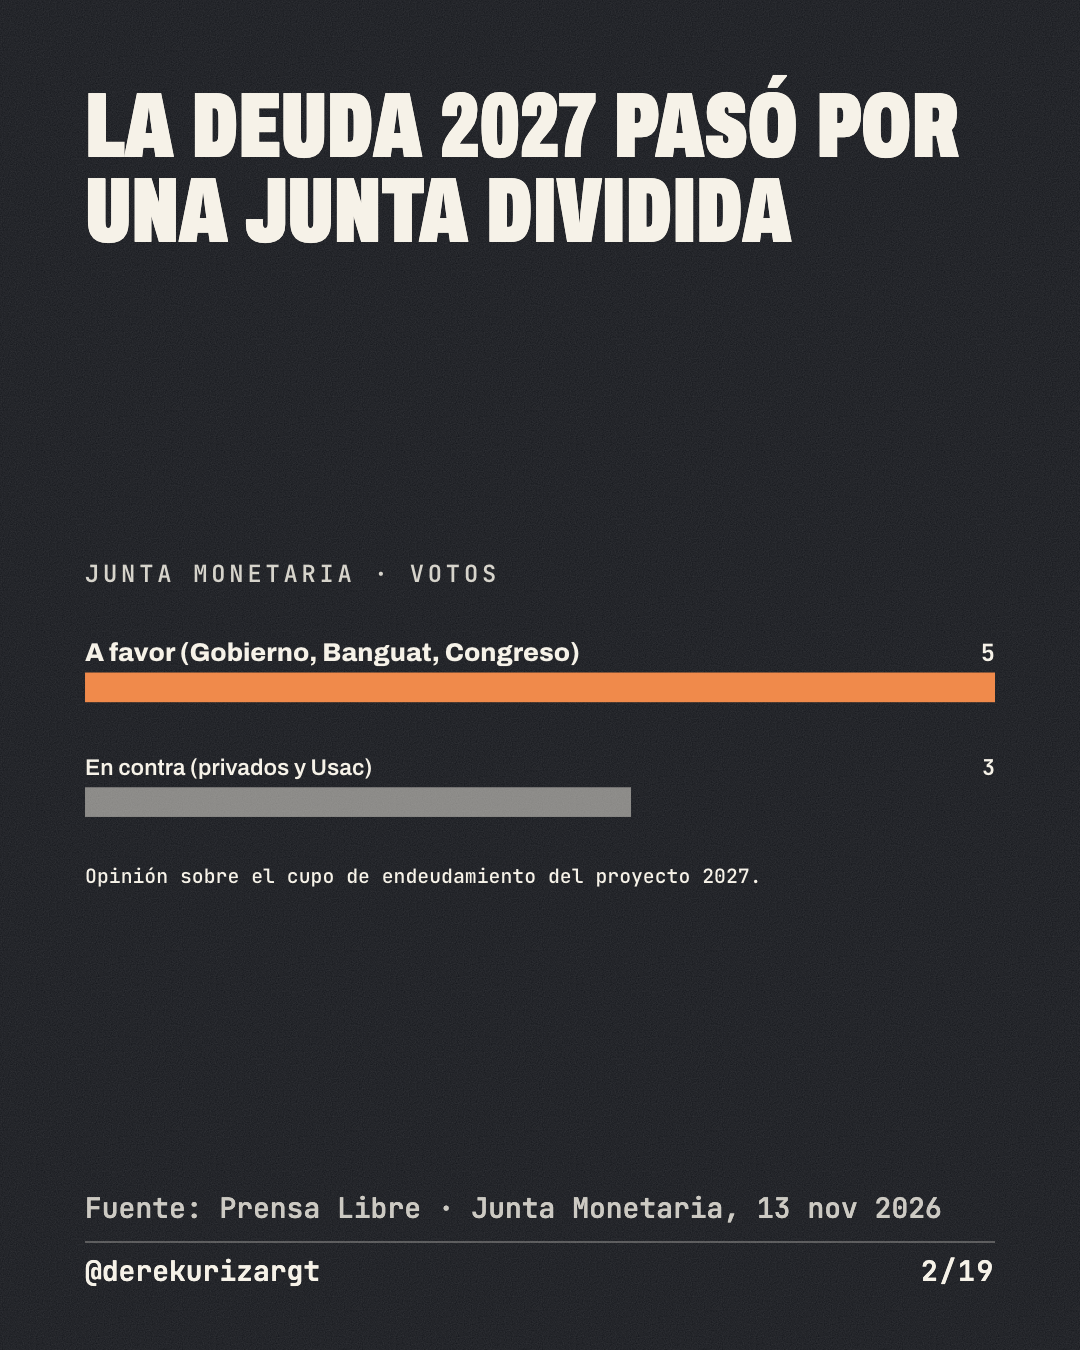 LA DEUDA 2027 PASÓ POR
UNA JUNTA DIVIDIDA
JUNTA MONETARIA · VOTOS
A favor (Gobierno, Banguat, Congreso) 5
En contra (privados y Usac) 3
Opinión sobre el cupo de endeudamiento del proyecto 2027.
Fuente: Prensa Libre · Junta Monetaria, 13 nov 2026
@derekurizargt 2/19